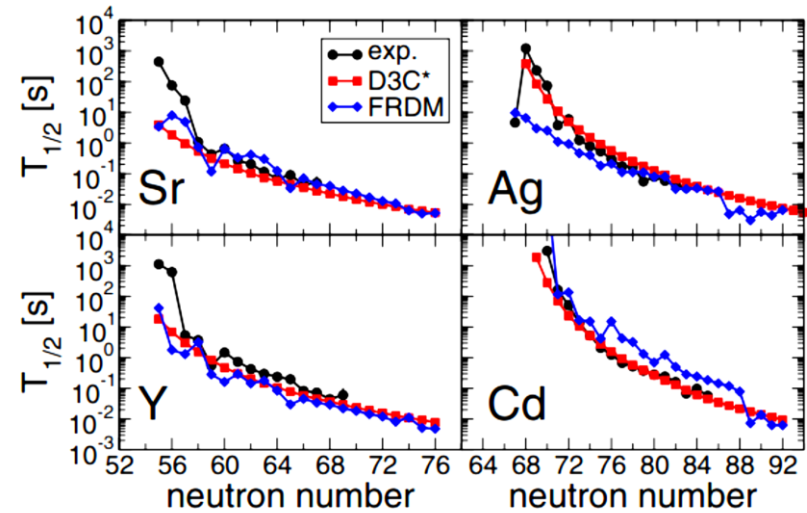 10^4
10^3
10^2
10^1
10^0
10^-1
10^-2
T_1/2 [s]
exp.
D3C*
FRDM
Sr
Ag
10^4
10^3
10^2
10^1
10^0
10^-1
10^-2
10^-3
T_1/2 [s]
Y
Cd
52 56 60 64 68 72 76 64 68 72 76 80 84 88 92
neutron number neutron number